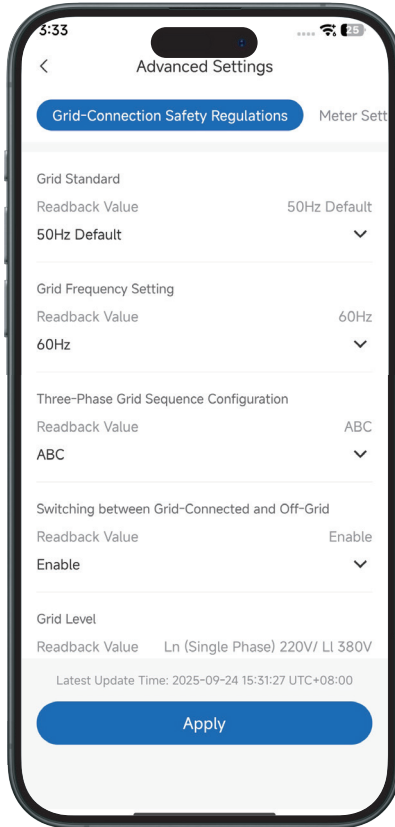 3:33
25
Advanced Settings
Grid-Connection Safety Regulations Meter Sett
Grid Standard
Readback Value 50Hz Default
50Hz Default
Grid Frequency Setting
Readback Value 60Hz
60Hz
Three-Phase Grid Sequence Configuration
Readback Value ABC
ABC
Switching between Grid-Connected and Off-Grid
Readback Value Enable
Enable
Grid Level
Readback Value Ln (Single Phase) 220V/ Ll 380V
Latest Update Time: 2025-09-24 15:31:27 UTC+08:00
Apply